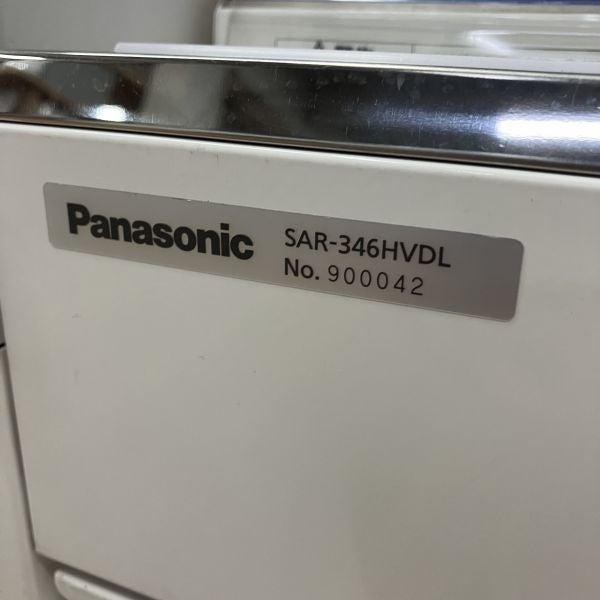 Panasonic
SAR-346HVDL
No. 900042